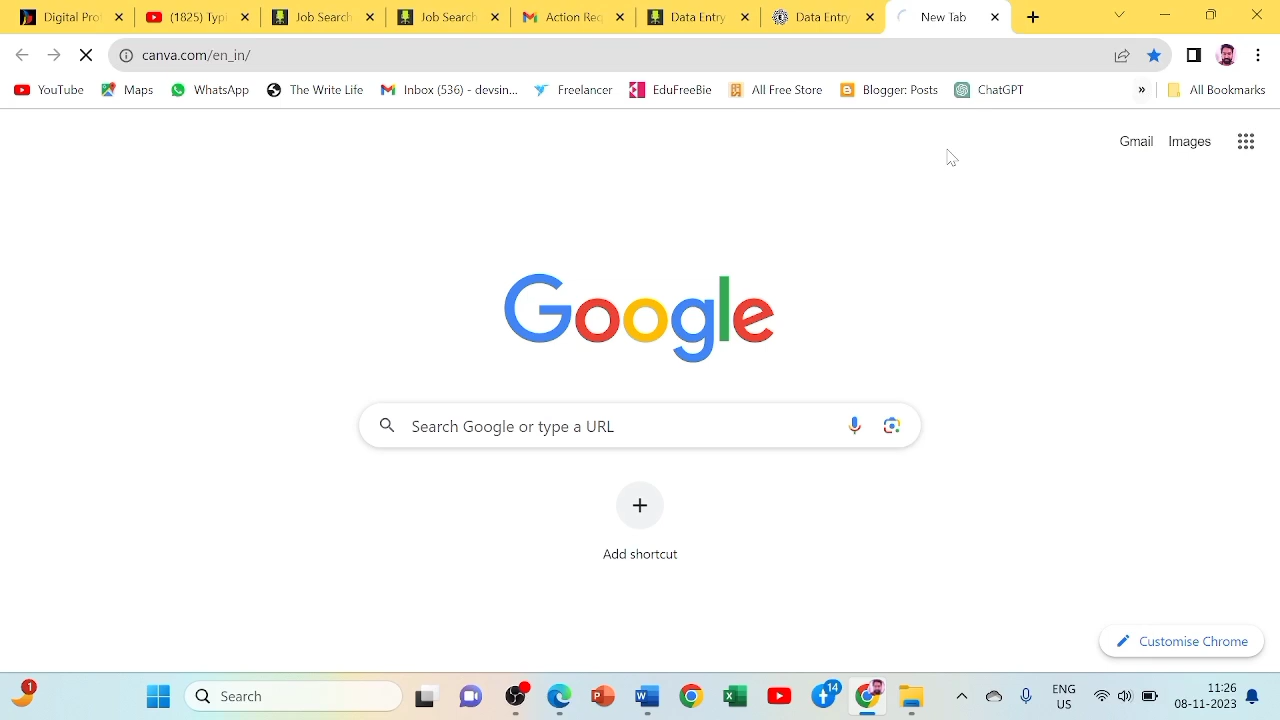 Digital Pro
(1825) Typi
Job Search
Job Search
Action Req
Data Entry
Data Entry
New Tab
canva.com/en_in/
YouTube
Maps
WhatsApp
The Write Life
Inbox (536) - devsin...
Freelancer
EduFreeBie
All Free Store
Blogger: Posts
ChatGPT
»
All Bookmarks
Gmail
Images
Google
Search Google or type a URL
Add shortcut
Customise Chrome
1
Search
14
ENG
US
11:26
08-11-2023